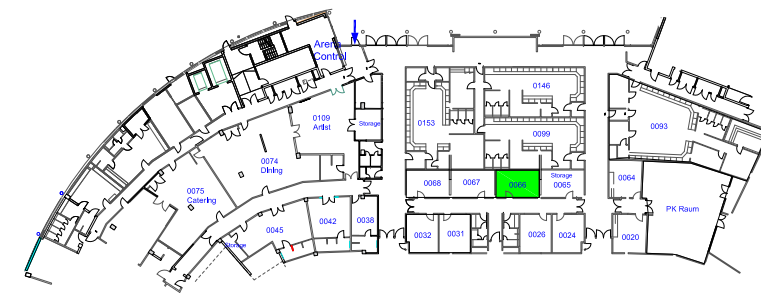 Arena
Control
0146
0109
Artist
Storage
0153
0099
0093
0074
Dining
0075
Catering
0068
0067
0066
Storage
0065
0064
PK Raum
0045
0042
0038
0032
0031
0026
0024
0020
Storage